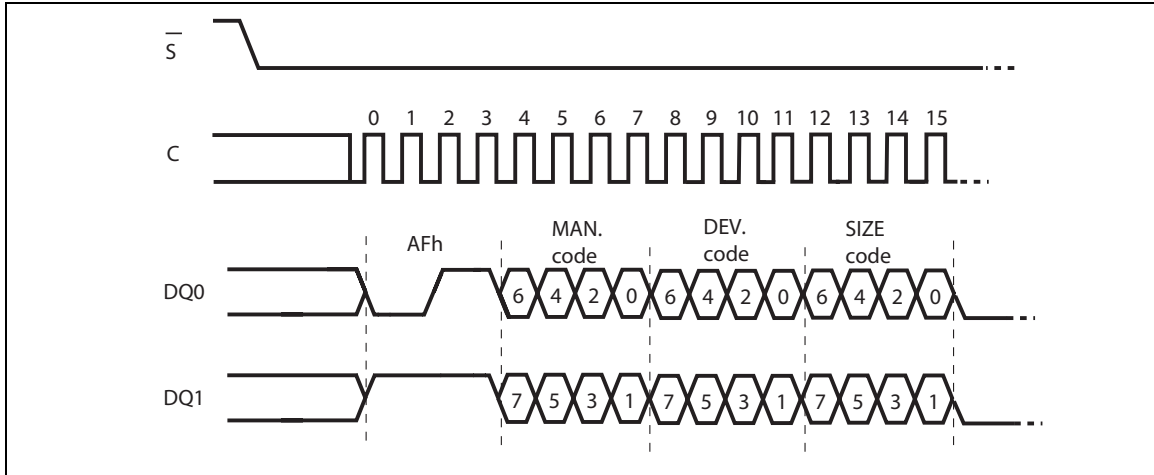 S
0 1 2 3 4 5 6 7 8 9 10 11 12 13 14 15
C
AFh
MAN.
code
DEV.
code
SIZE
code
DQ0
6 4 2 0 6 4 2 0 6 4 2 0
DQ1
7 5 3 1 7 5 3 1 7 5 3 1